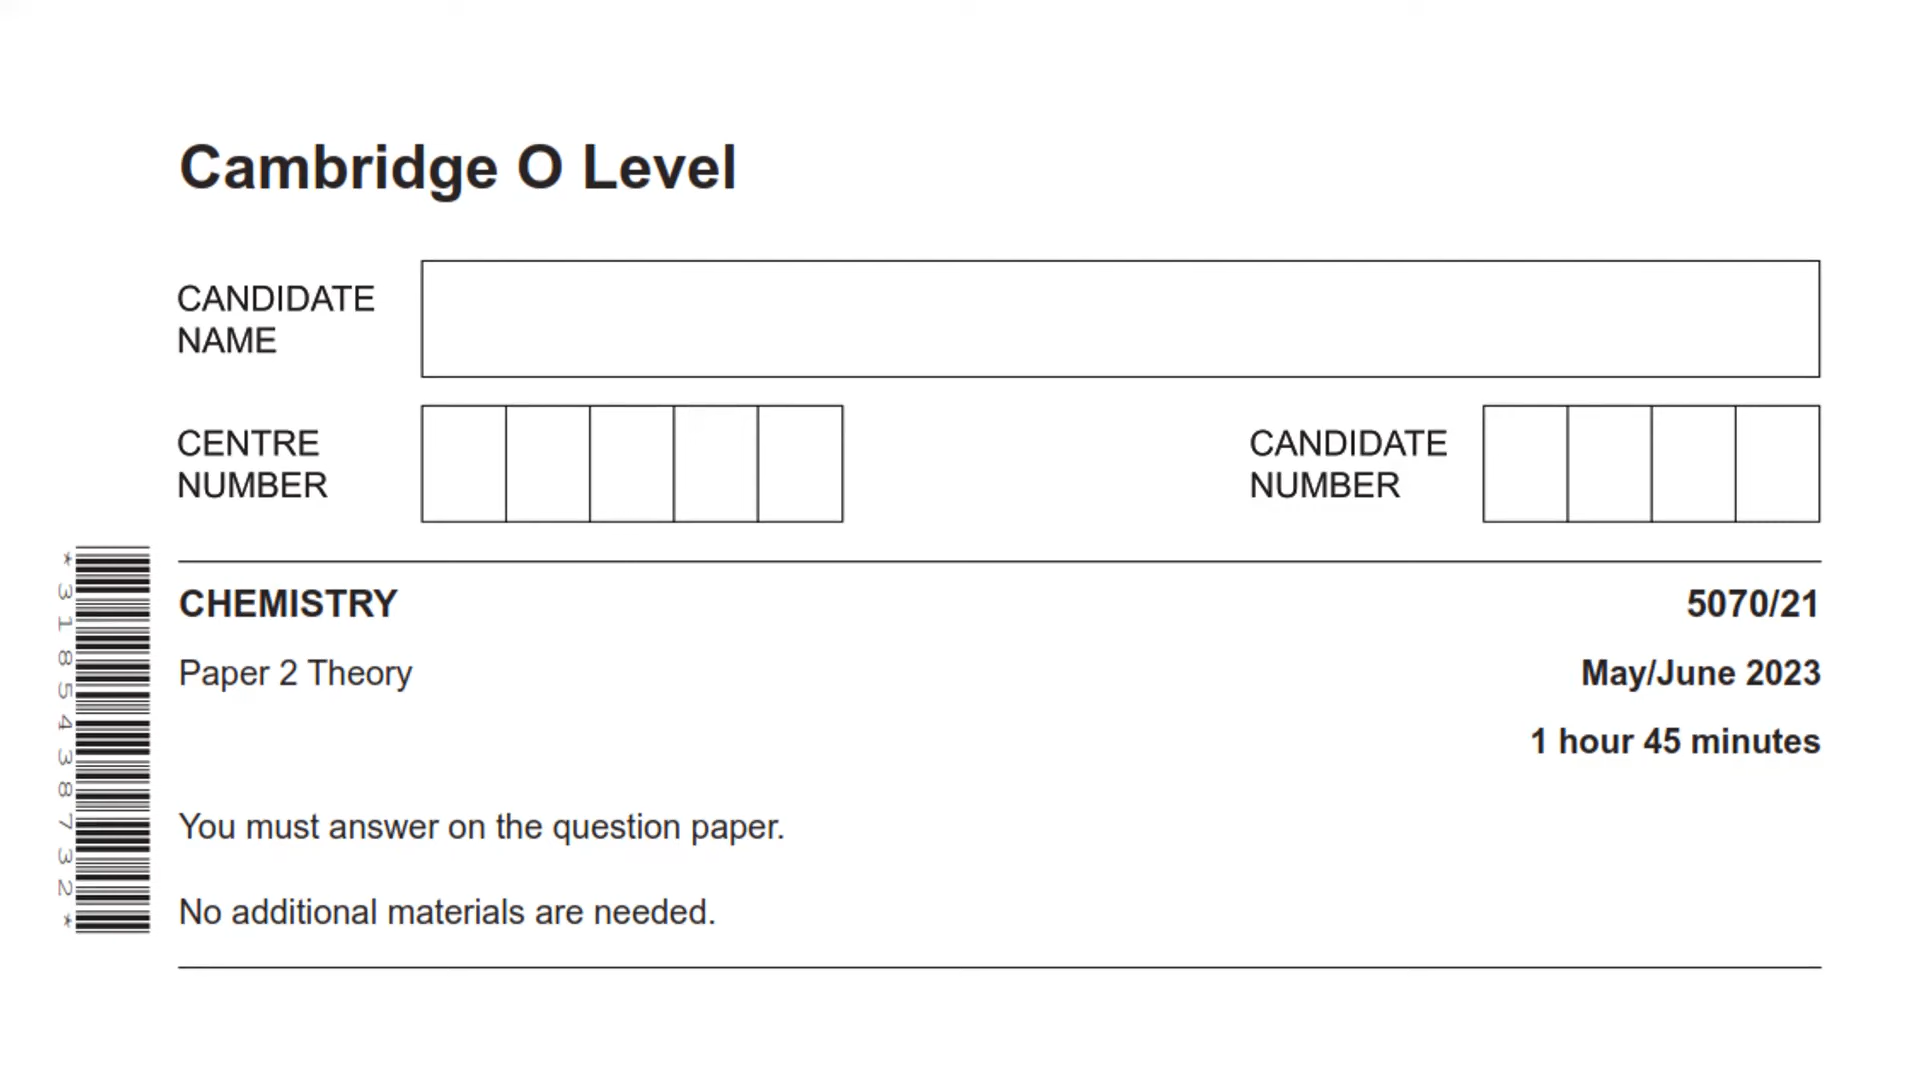 Cambridge O Level
CANDIDATE
NAME
CENTRE
NUMBER
CANDIDATE
NUMBER
*3185438732*
CHEMISTRY
5070/21
Paper 2 Theory
May/June 2023
1 hour 45 minutes
You must answer on the question paper.
No additional materials are needed.